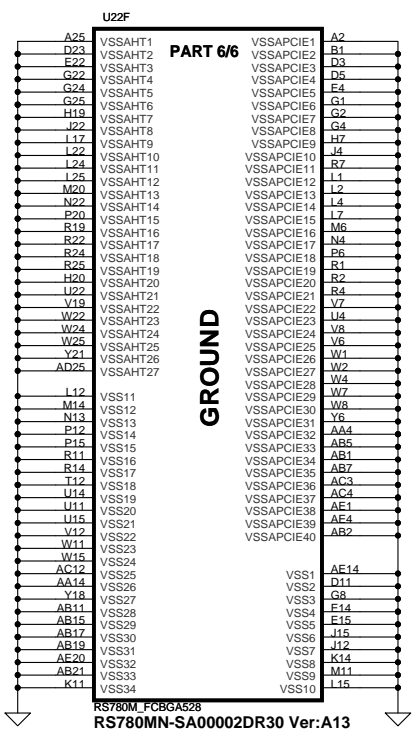 U22F
PART 6/6
A25 VSSAHT1 VSSAPCIE1 A2
D23 VSSAHT2 VSSAPCIE2 B1
E22 VSSAHT3 VSSAPCIE3 D3
G22 VSSAHT4 VSSAPCIE4 D5
G24 VSSAHT5 VSSAPCIE5 E4
G25 VSSAHT6 VSSAPCIE6 G1
H19 VSSAHT7 VSSAPCIE7 G2
J22 VSSAHT8 VSSAPCIE8 G4
L17 VSSAHT9 VSSAPCIE9 H7
L22 VSSAHT10 VSSAPCIE10 J4
L24 VSSAHT11 VSSAPCIE11 R7
L25 VSSAHT12 VSSAPCIE12 L1
M20 VSSAHT13 VSSAPCIE13 L2
N22 VSSAHT14 VSSAPCIE14 L4
P20 VSSAHT15 VSSAPCIE15 L7
R19 VSSAHT16 VSSAPCIE16 M6
R22 VSSAHT17 VSSAPCIE17 N4
R24 VSSAHT18 VSSAPCIE18 P6
R25 VSSAHT19 VSSAPCIE19 R1
H20 VSSAHT20 VSSAPCIE20 R2
U22 VSSAHT21 VSSAPCIE21 R4
V19 VSSAHT22 VSSAPCIE22 V7
W22 VSSAHT23 VSSAPCIE23 U4
W24 VSSAHT24 VSSAPCIE24 V8
W25 VSSAHT25 VSSAPCIE25 V6
Y21 VSSAHT26 VSSAPCIE26 W1
AD25 VSSAHT27 VSSAPCIE27 W2
VSSAPCIE28 W4
L12 VSS11 VSSAPCIE29 W7
M14 VSS12 VSSAPCIE30 W8
N13 VSS13 VSSAPCIE31 Y6
P12 VSS14 VSSAPCIE32 AA4
P15 VSS15 VSSAPCIE33 AB5
R11 VSS16 VSSAPCIE34 AB1
R14 VSS17 VSSAPCIE35 AB7
T12 VSS18 VSSAPCIE36 AC3
U14 VSS19 VSSAPCIE37 AC4
U11 VSS20 VSSAPCIE38 AE1
U15 VSS21 VSSAPCIE39 AE4
V12 VSS22 VSSAPCIE40 AB2
W11 VSS23
W15 VSS24
AC12 VSS25 VSS1 AE14
AA14 VSS26 VSS2 D11
Y18 VSS27 VSS3 G8
AB11 VSS28 VSS4 E14
AB15 VSS29 VSS5 E15
AB17 VSS30 VSS6 J15
AB19 VSS31 VSS7 J12
AE20 VSS32 VSS8 K14
AB21 VSS33 VSS9 M11
K11 VSS34 VSS10 L15
GROUND
RS780M_FCBGA528
RS780MN-SA00002DR30 Ver:A13